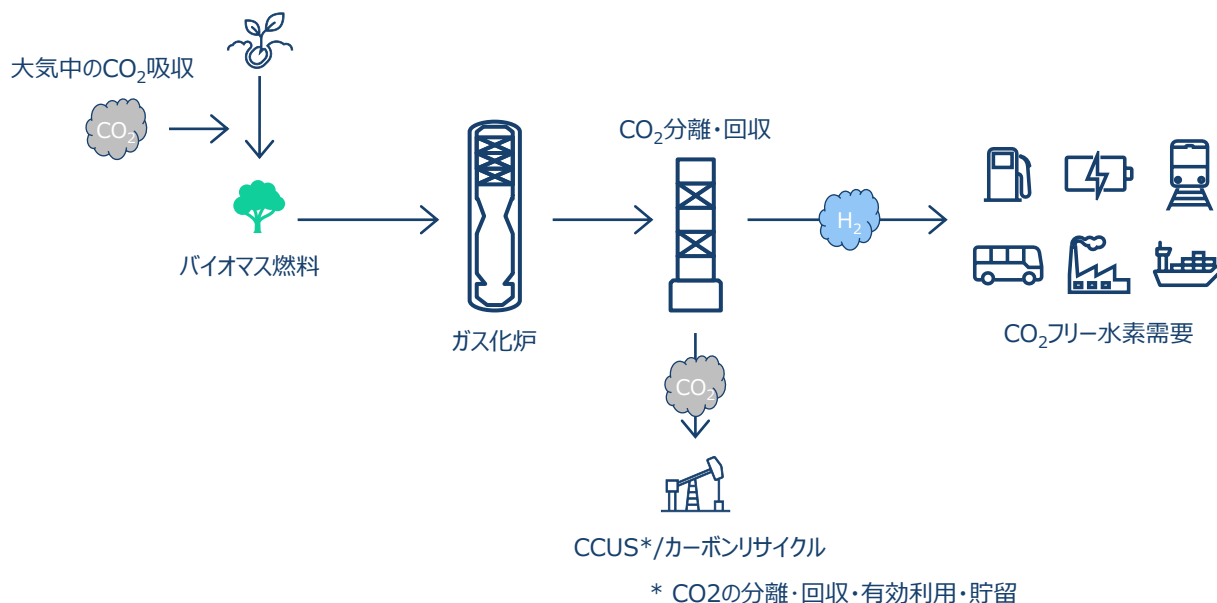 大気中のCO₂吸収
CO₂
バイオマス燃料
ガス化炉
CO₂分離・回収
H₂
CO₂フリー水素需要
CO₂
CCUS*/カーボンリサイクル
* CO2の分離・回収・有効利用・貯留